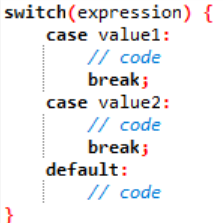 switch(expression) {
    case value1:
        // code
        break;
    case value2:
        // code
        break;
    default:
        // code
}